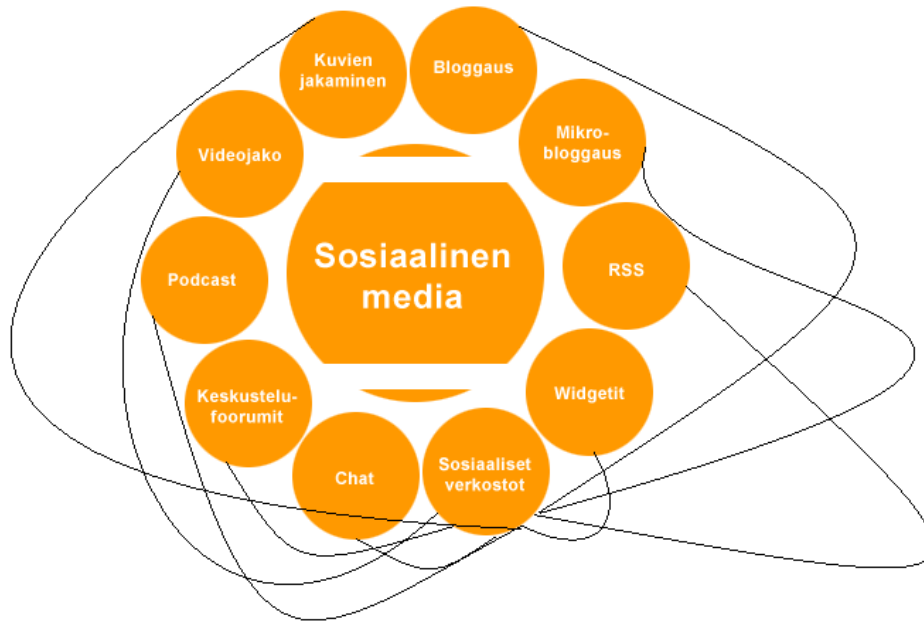 Kuvien
jakaminen
Bloggaus
Mikro-
bloggaus
Videojako
Sosiaalinen
media
RSS
Podcast
Widgetit
Keskustelu-
foorumit
Chat
Sosiaaliset
verkostot